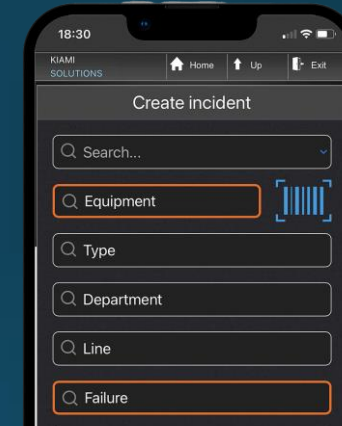 18:30
KIAMI
SOLUTIONS
Home Up Exit
Create incident
Search...
Equipment
Type
Department
Line
Failure